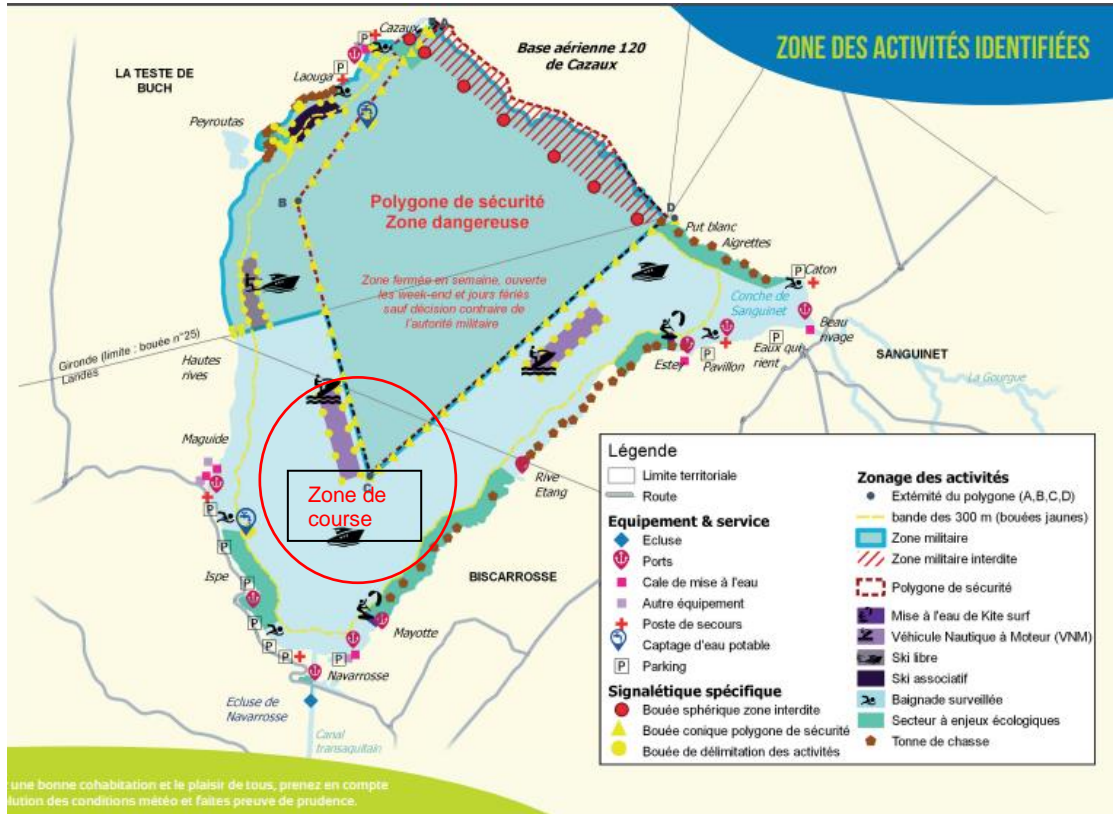 ZONE DES ACTIVITÉS IDENTIFIÉES
Cazaux
A
Base aérienne 120
de Cazaux
LA TESTE DE
BUCH
Laouga
Peyroutas
B
Polygone de sécurité
Zone dangereuse
D
Put blanc
Aigrettes
Caton
Zone fermée en semaine, ouverte
les week-end et jours fériés
sauf décision contraire de
l'autorité militaire
Conche de
Sanguinet
Beau
rivage
Gironde (limite : bouée n°25)
Landes
Hautes
rives
Estey
Pavillon
Eaux qui
rient
SANGUINET
La Gourgue
Maguide
C
Zone de
course
Rive
Etang
Ispe
BISCARROSSE
Mayotte
Navarrosse
Ecluse de
Navarrosse
Canal
transaquitain
Légende
Limite territoriale
Route
Equipement & service
Ecluse
Ports
Cale de mise à l'eau
Autre équipement
Poste de secours
Captage d'eau potable
P Parking
Signalétique spécifique
Bouée sphérique zone interdite
Bouée conique polygone de sécurité
Bouée de délimitation des activités
Zonage des activités
Extémité du polygone (A,B,C,D)
bande des 300 m (bouées jaunes)
Zone militaire
Zone militaire interdite
Polygone de sécurité
Mise à l'eau de Kite surf
Véhicule Nautique à Moteur (VNM)
Ski libre
Ski associatif
Baignade surveillée
Secteur à enjeux écologiques
Tonne de chasse
une bonne cohabitation et le plaisir de tous, prenez en compte
des conditions météo et faites preuve de prudence.